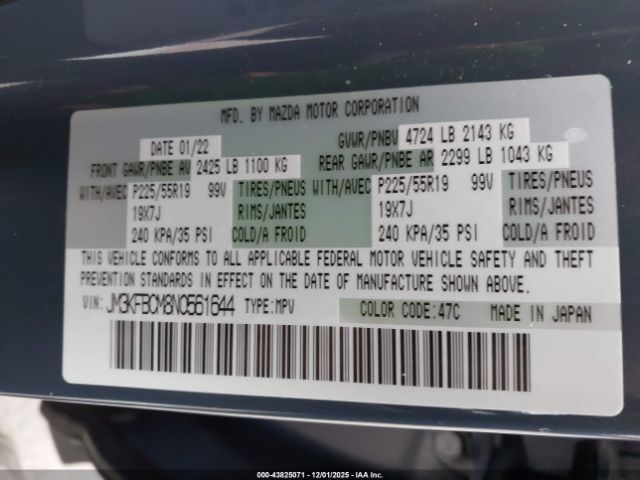 MFD. BY MAZDA MOTOR CORPORATION
DATE 01/22 GVWR/PNBV 4724 LB 2143 KG
FRONT GAWR/PNBE AV 2425 LB 1100 KG REAR GAWR/PNBE AR 2299 LB 1043 KG
WITH/AVEC P225/55R19 99V TIRES/PNEUS WITH/AVEC P225/55R19 99V TIRES/PNEUS
19X7J RIMS/JANTES 19X7J RIMS/JANTES
240 KPA/35 PSI COLD/A FROID 240 KPA/35 PSI COLD/A FROID
THIS VEHICLE CONFORMS TO ALL APPLICABLE FEDERAL MOTOR VEHICLE SAFETY AND THEFT
PREVENTION STANDARDS IN EFFECT ON THE DATE OF MANUFACTURE SHOWN ABOVE.
VIN: JM3KFBCM8N0561644 TYPE:MPV COLOR CODE:47C MADE IN JAPAN
000-43825071 - 12/01/2025 - IAA Inc.